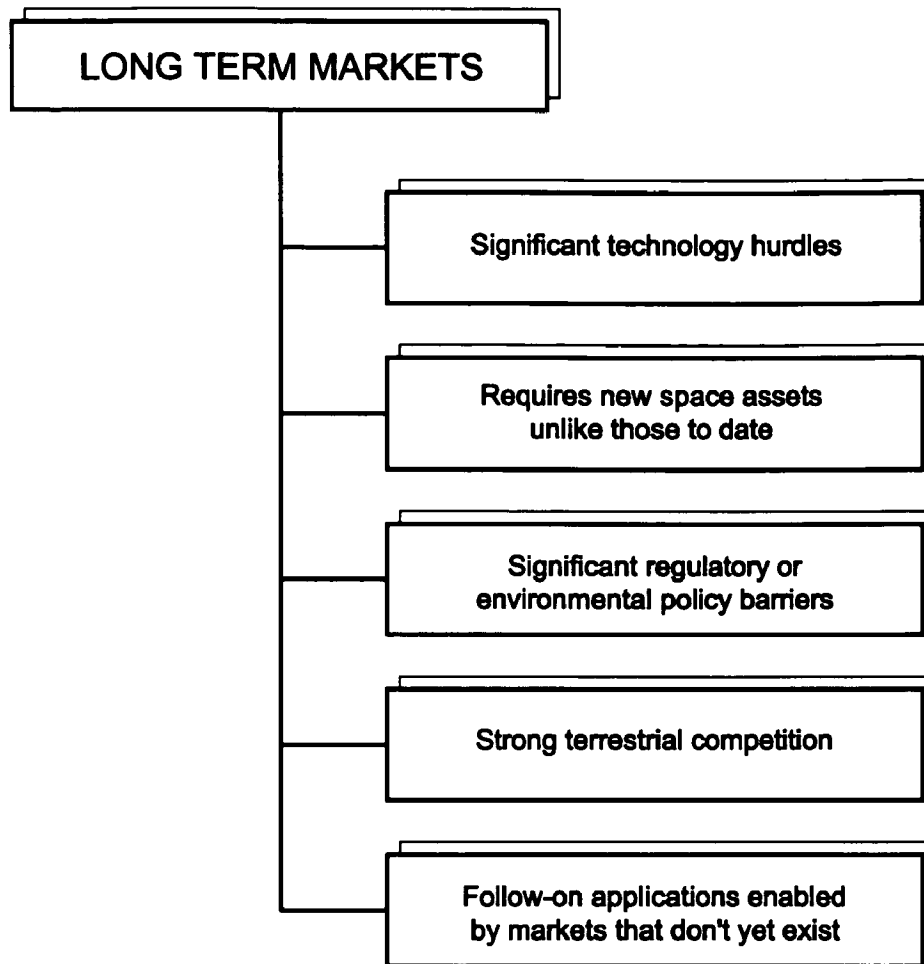 LONG TERM MARKETS
Significant technology hurdles
Requires new space assets
unlike those to date
Significant regulatory or
environmental policy barriers
Strong terrestrial competition
Follow-on applications enabled
by markets that don't yet exist